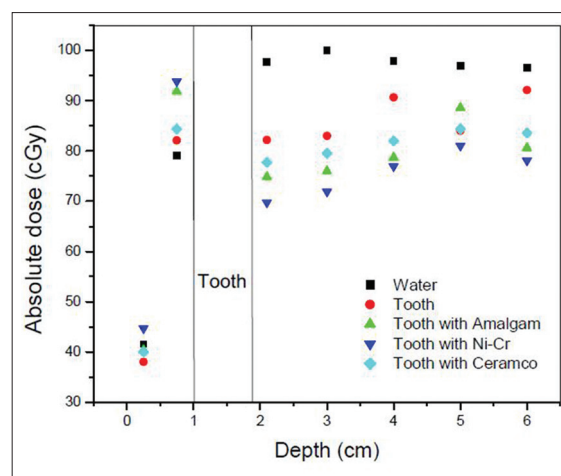 Absolute dose (cGy)
100
90
80
70
60
50
40
30
Tooth
Water
Tooth
Tooth with Amalgam
Tooth with Ni-Cr
Tooth with Ceramco
0 1 2 3 4 5 6
Depth (cm)